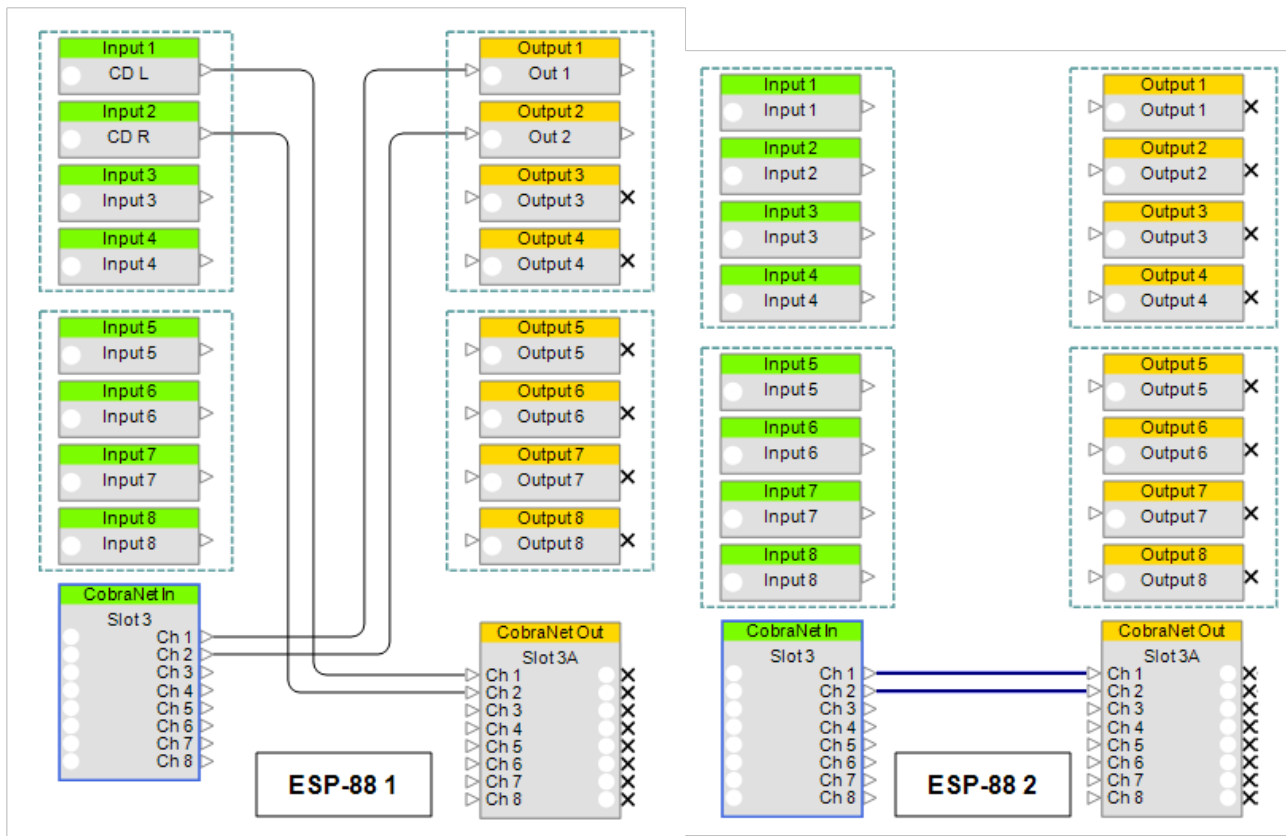 Input 1
CD L
Input 2
CD R
Input 3
Input 3
Input 4
Input 4
Input 5
Input 5
Input 6
Input 6
Input 7
Input 7
Input 8
Input 8
CobraNet In
Slot 3
Ch 1
Ch 2
Ch 3
Ch 4
Ch 5
Ch 6
Ch 7
Ch 8
Output 1
Out 1
Output 2
Out 2
Output 3
Output 3
Output 4
Output 4
Output 5
Output 5
Output 6
Output 6
Output 7
Output 7
Output 8
Output 8
CobraNet Out
Slot 3A
Ch 1
Ch 2
Ch 3
Ch 4
Ch 5
Ch 6
Ch 7
Ch 8
ESP-88 1
Input 1
Input 1
Input 2
Input 2
Input 3
Input 3
Input 4
Input 4
Input 5
Input 5
Input 6
Input 6
Input 7
Input 7
Input 8
Input 8
CobraNet In
Slot 3
Ch 1
Ch 2
Ch 3
Ch 4
Ch 5
Ch 6
Ch 7
Ch 8
Output 1
Output 1
Output 2
Output 2
Output 3
Output 3
Output 4
Output 4
Output 5
Output 5
Output 6
Output 6
Output 7
Output 7
Output 8
Output 8
CobraNet Out
Slot 3A
Ch 1
Ch 2
Ch 3
Ch 4
Ch 5
Ch 6
Ch 7
Ch 8
ESP-88 2